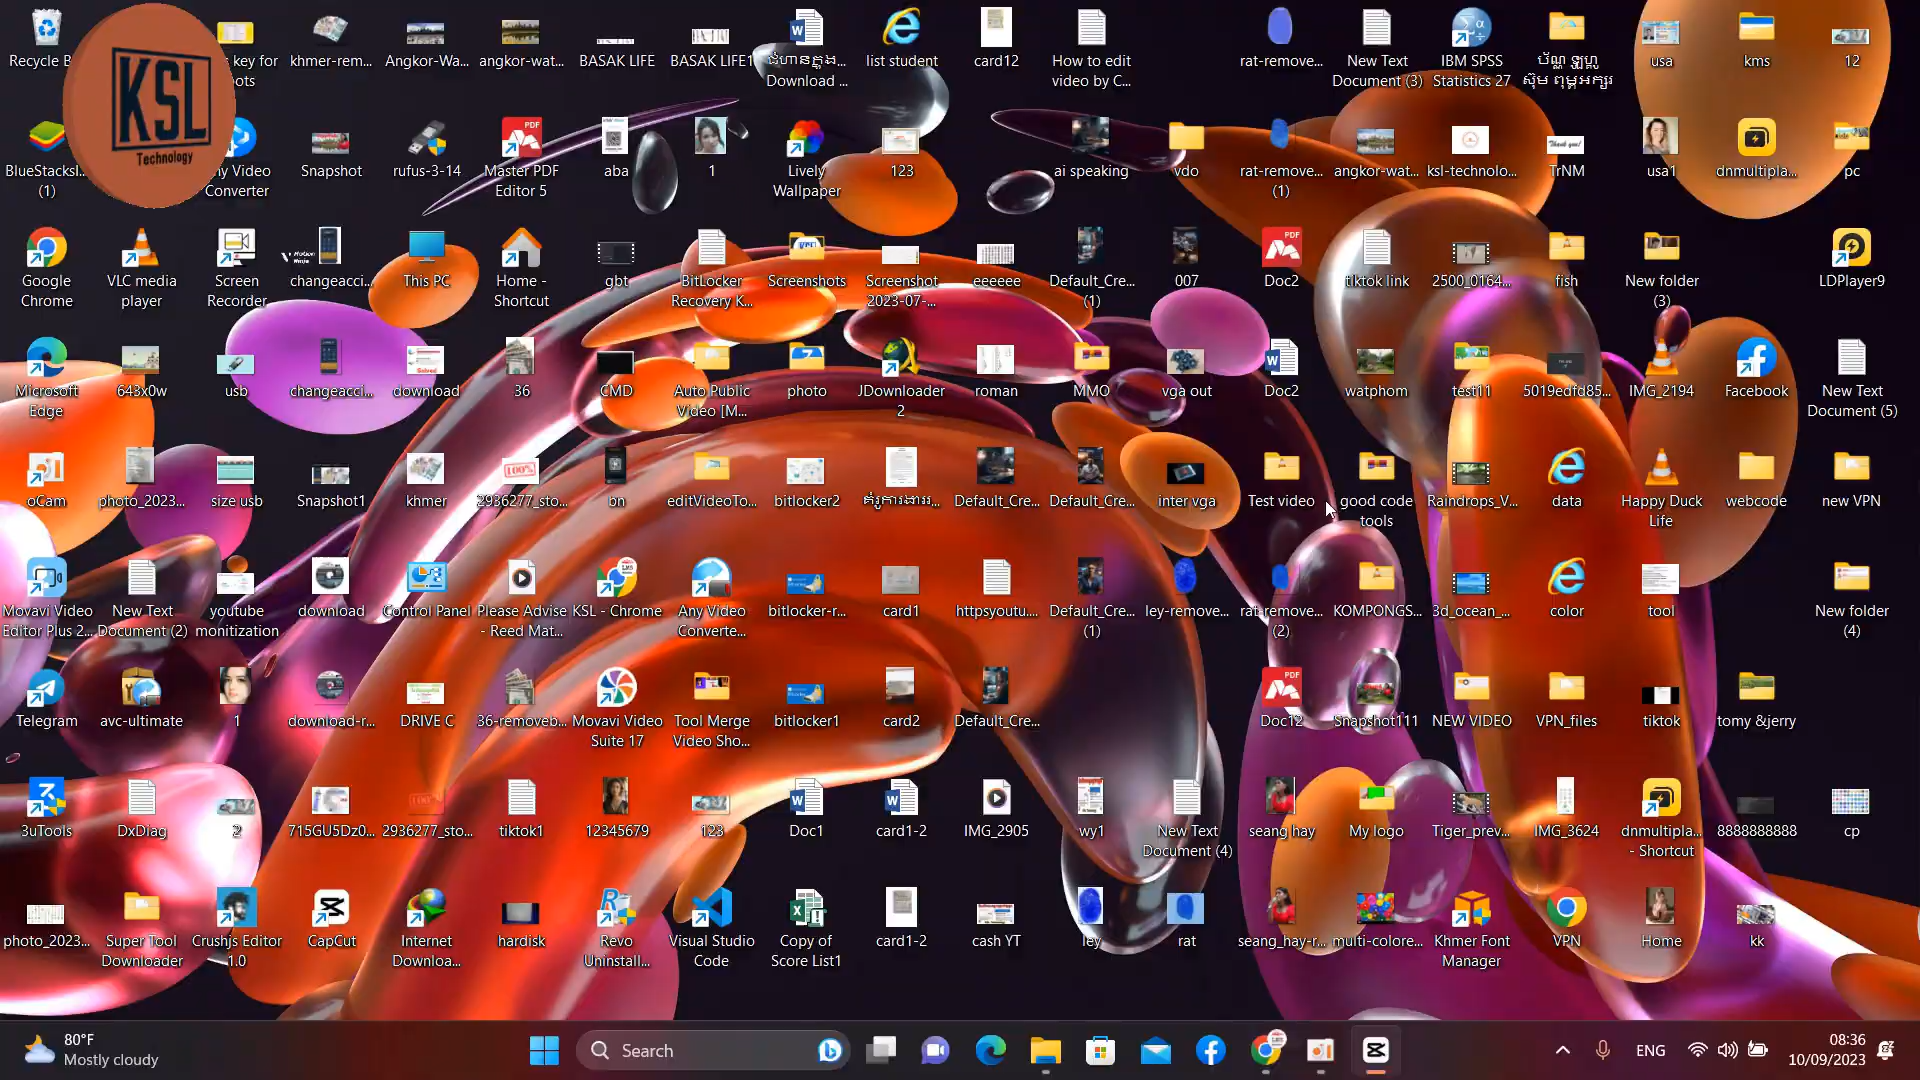 Recycle B
key for
ots
khmer-rem...
Angkor-Wa...
angkor-wat...
BASAK LIFE
BASAK LIFE1
Download ...
list student
card12
How to edit
video by C...
rat-remove...
New Text
Document (3)
IBM SPSS
Statistics 27
usa
kms
12
KSL
Technology
BlueStacksI...
(1)
ny Video
Converter
Snapshot
rufus-3-14
Master PDF
Editor 5
aba
1
Lively
Wallpaper
123
ai speaking
vdo
rat-remove...
(1)
angkor-wat...
ksl-technolo...
TrNM
usa1
dnmultipla...
pc
Google
Chrome
VLC media
player
Screen
Recorder
changeacci...
This PC
Home -
Shortcut
gbt
BitLocker
Recovery K...
Screenshots
Screenshot
2023-07-...
eeeeee
Default_Cre...
(1)
007
Doc2
tiktok link
2500_0164...
fish
New folder
(3)
LDPlayer9
Microsoft
Edge
643x0w
usb
changeacci...
download
36
CMD
Auto Public
Video [M...
photo
JDownloader
2
roman
MMO
vga out
Doc2
watphom
test11
5019edfd85...
IMG_2194
Facebook
New Text
Document (5)
oCam
photo_2023...
size usb
Snapshot1
khmer
2936277_sto...
bn
editVideoTo...
bitlocker2
Default_Cre...
Default_Cre...
inter vga
Test video
good code
tools
Raindrops_V...
data
Happy Duck
Life
webcode
new VPN
Movavi Video
Editor Plus 2...
New Text
Document (2)
youtube
monitization
download
Control Panel
Please Advise
- Reed Mat...
KSL - Chrome
Any Video
Converte...
bitlocker-r...
card1
httpsyoutu....
Default_Cre...
(1)
ley-remove...
rat-remove...
(2)
KOMPONGS...
3d_ocean_...
color
tool
New folder
(4)
Telegram
avc-ultimate
1
download-r...
DRIVE C
36-removeb...
Movavi Video
Suite 17
Tool Merge
Video Sho...
bitlocker1
card2
Default_Cre...
Doc12
Snapshot111
NEW VIDEO
VPN_files
tiktok
tomy &jerry
3uTools
DxDiag
2
715GU5Dz0...
2936277_sto...
tiktok1
12345679
123
Doc1
card1-2
IMG_2905
wy1
New Text
Document (4)
seang hay
My logo
Tiger_prev...
IMG_3624
dnmultipla...
- Shortcut
8888888888
cp
photo_2023...
Super Tool
Downloader
Crushjs Editor
1.0
CapCut
Internet
Downloa...
hardisk
Revo
Uninstall...
Visual Studio
Code
Copy of
Score List1
card1-2
cash YT
ley
rat
seang_hay-r...
multi-colore...
Khmer Font
Manager
VPN
Home
kk
80°F
Mostly cloudy
Search
ENG
08:36
10/09/2023